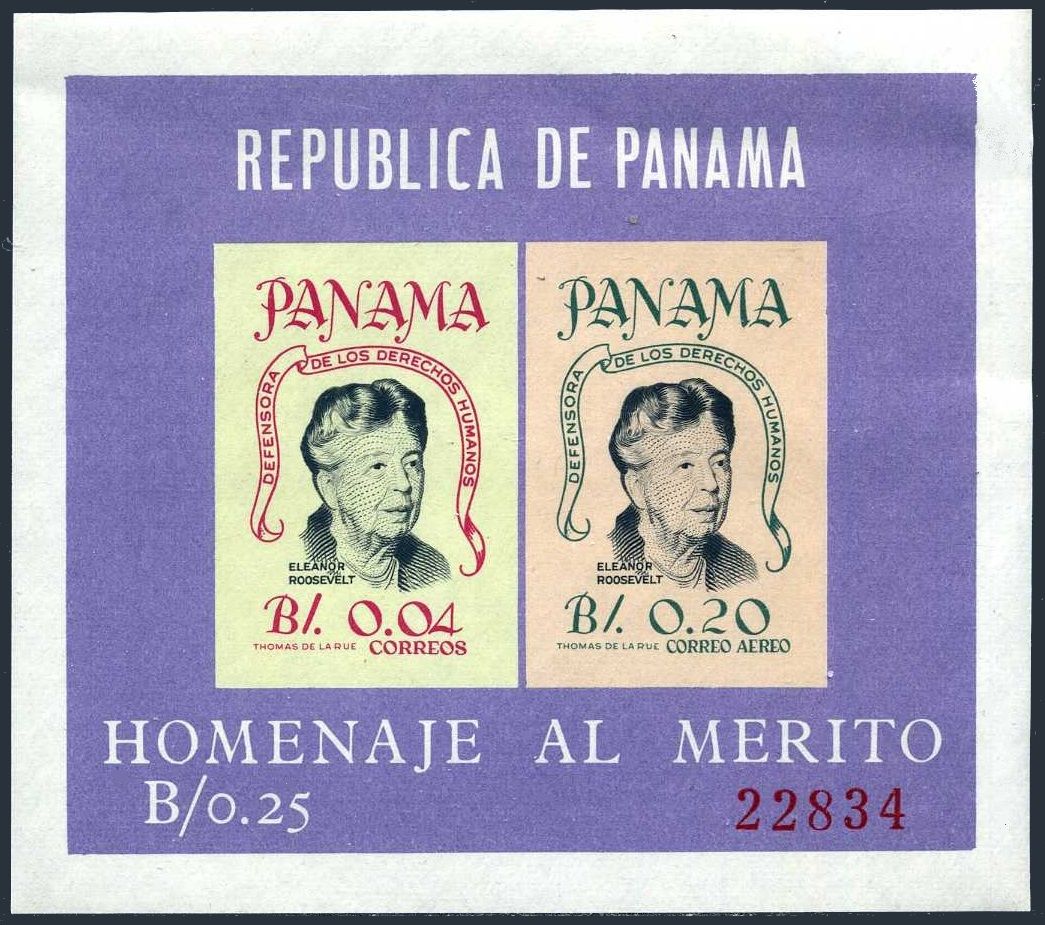 REPUBLICA DE PANAMA
PANAMA
DEFENSORA DE LOS DERECHOS HUMANOS
ELEANOR
ROOSEVELT
B/. 0.04
THOMAS DE LA RUE CORREOS
PANAMA
DEFENSORA DE LOS DERECHOS HUMANOS
ELEANOR
ROOSEVELT
B/. 0.20
THOMAS DE LA RUE CORREO AEREO
HOMENAJE AL MERITO
B/0.25 22834